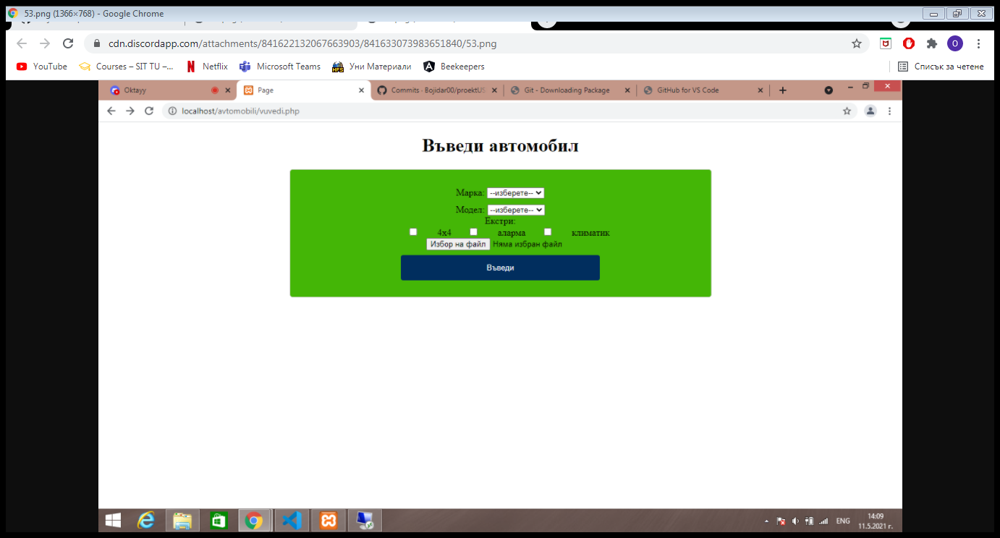 53.png (1366×768) - Google Chrome
cdn.discordapp.com/attachments/841622132067663903/841633073983651840/53.png
O
YouTube Courses – SIT TU –... Netflix Microsoft Teams HFS Уни Материали Beekeepers Списък за четене
Oktayy Page Commits · Bojidar00/proektUS Git - Downloading Package GitHub for VS Code
localhost/avtomobili/vuvedi.php
Въведи автомобил
Марка: --изберете--
Модел: --изберете--
Екстри:
4x4 аларма климатик
Избор на файл Няма избран файл
Въведи
ENG 14:09
11.5.2021 г.